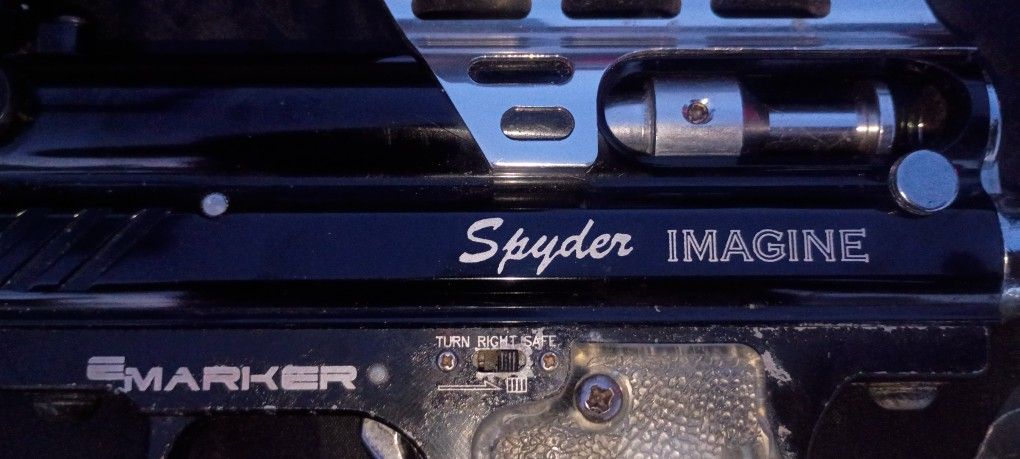 Spyder IMAGINE
TURN RIGHT SAFE
EMARKER